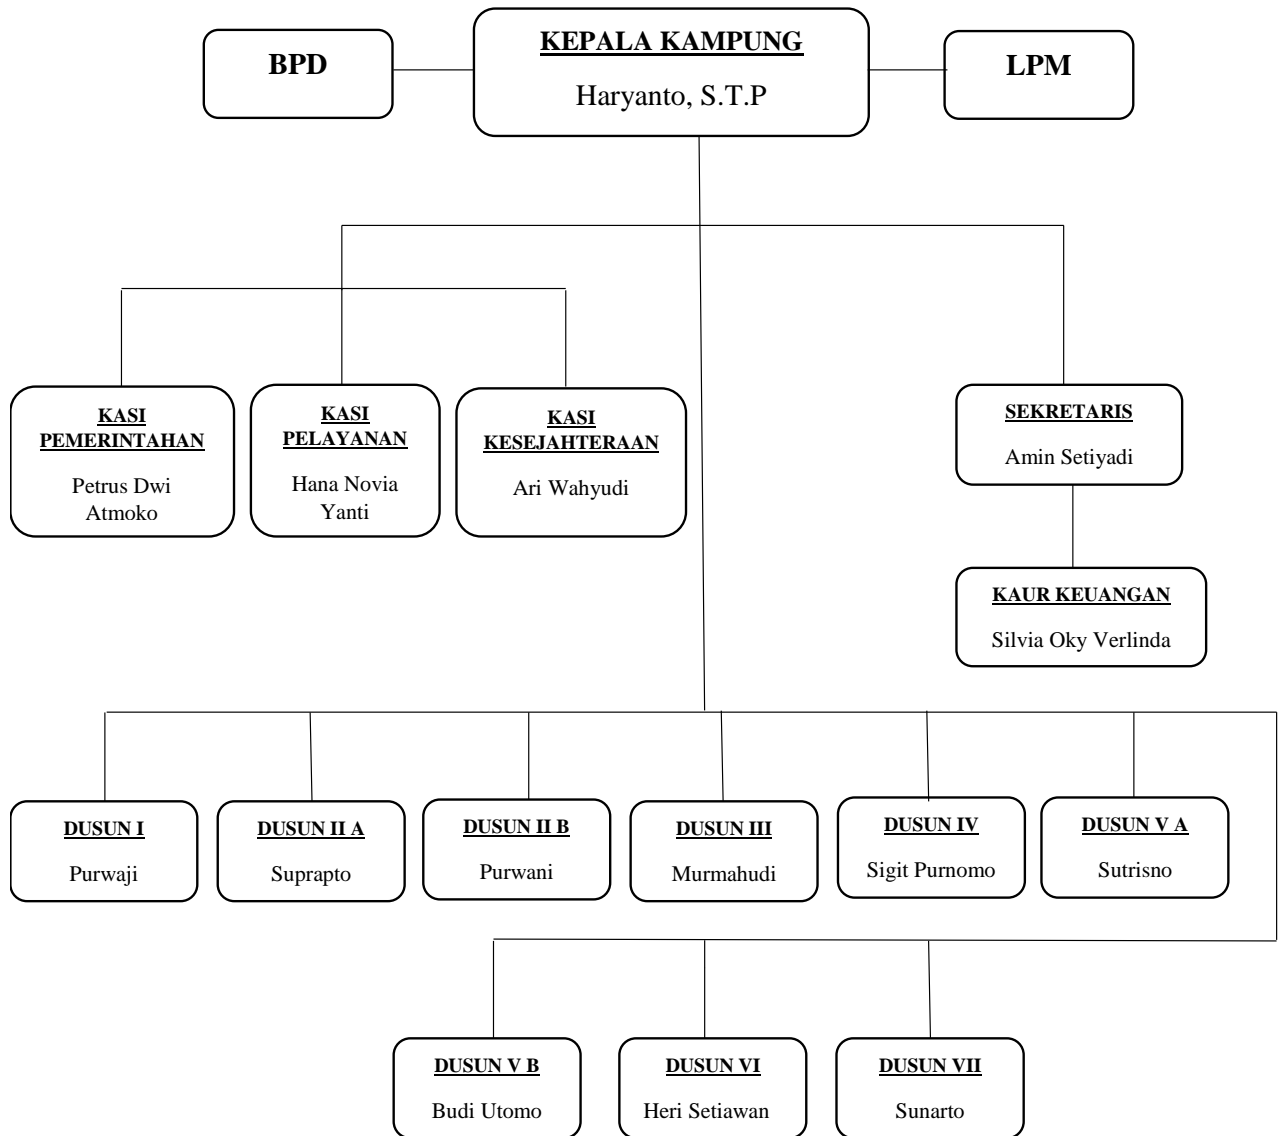 BPD
KEPALA KAMPUNG
Haryanto, S.T.P
LPM
KASI
PEMERINTAHAN
Petrus Dwi
Atmoko
KASI
PELAYANAN
Hana Novia
Yanti
KASI
KESEJAHTERAAN
Ari Wahyudi
SEKRETARIS
Amin Setiyadi
KAUR KEUANGAN
Silvia Oky Verlinda
DUSUN I
Purwaji
DUSUN II A
Suprapto
DUSUN II B
Purwani
DUSUN III
Murmahudi
DUSUN IV
Sigit Purnomo
DUSUN V A
Sutrisno
DUSUN V B
Budi Utomo
DUSUN VI
Heri Setiawan
DUSUN VII
Sunarto